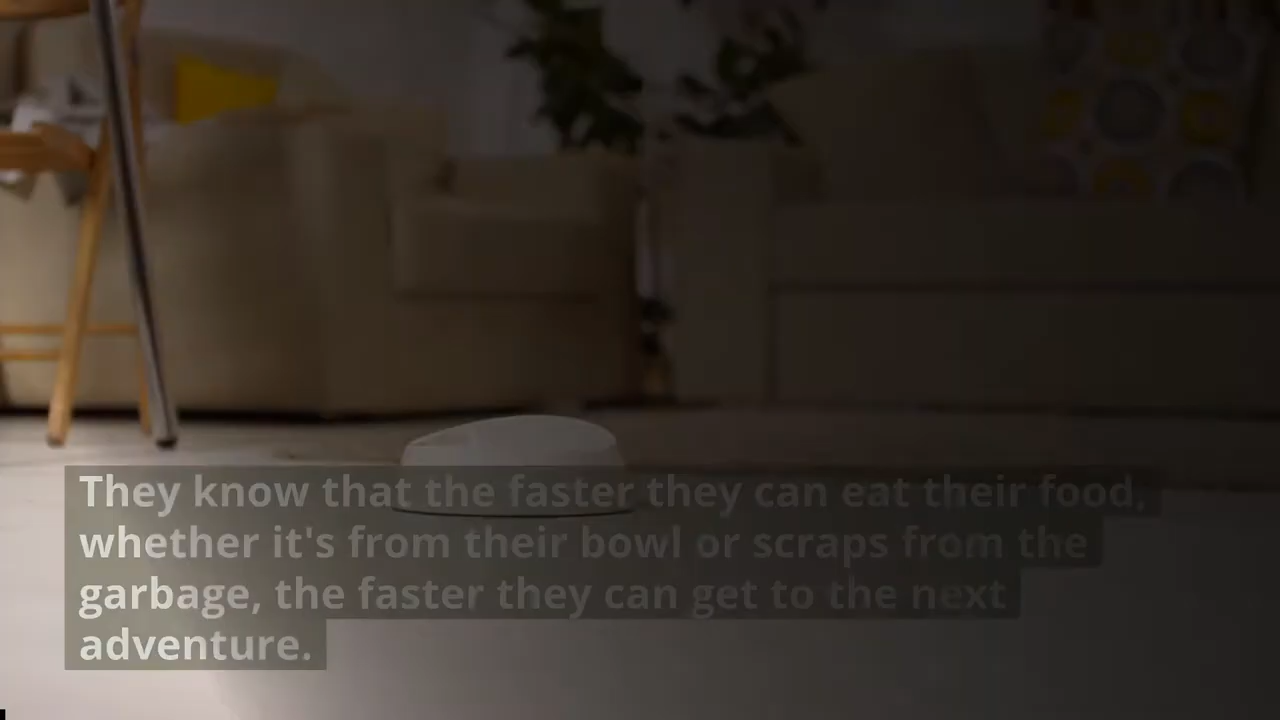 They know that the faster they can eat their food,
whether it's from their bowl or scraps from the
garbage, the faster they can get to the next
adventure.